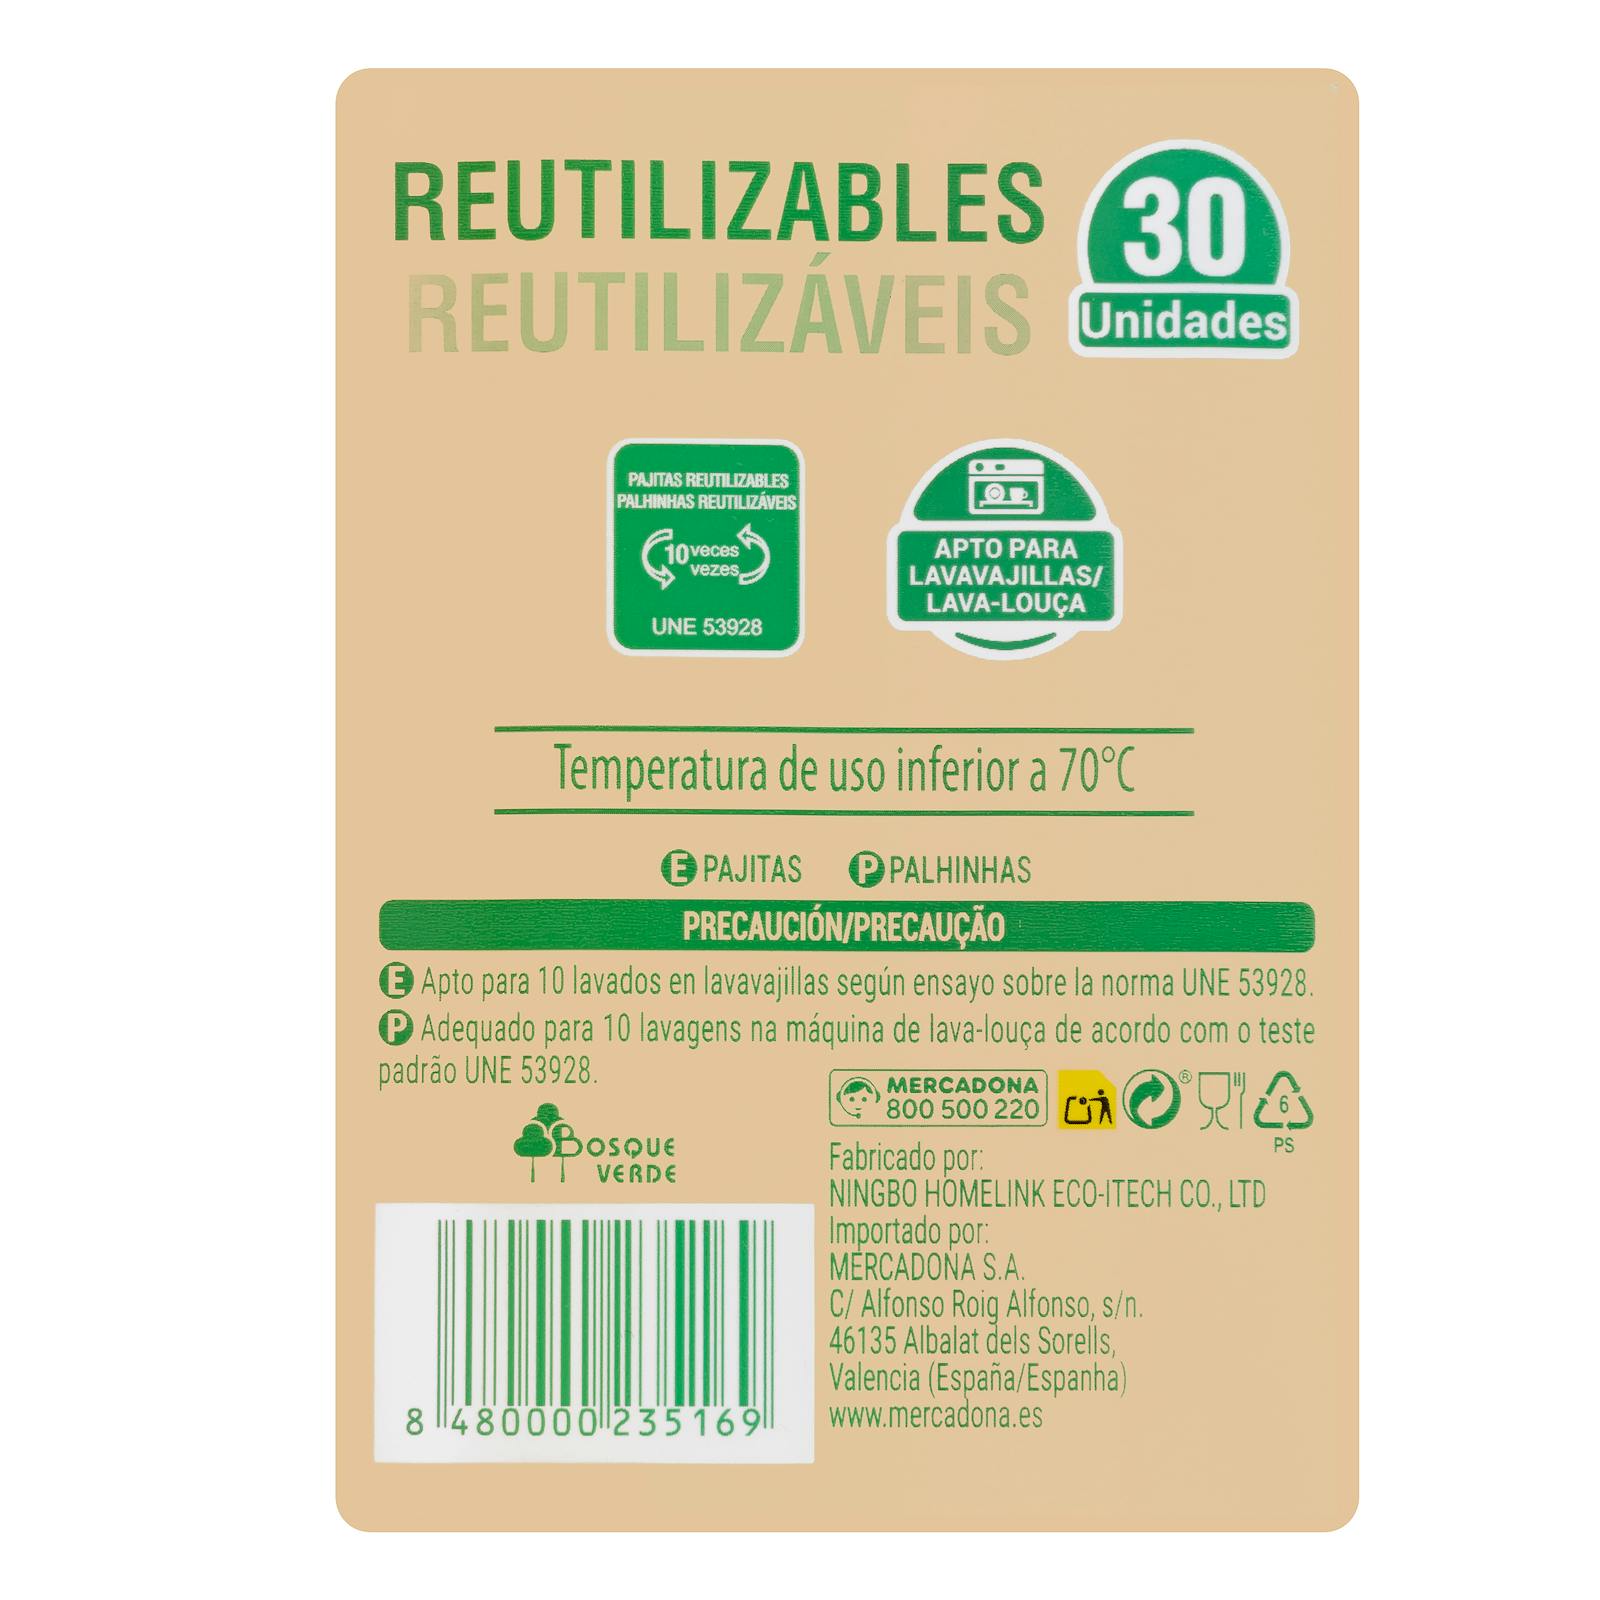 REUTILIZABLES
REUTILIZÁVEIS
30
Unidades
PAJITAS REUTILIZABLES
PALHINHAS REUTILIZÁVEIS
10 veces
vezes
UNE 53928
APTO PARA
LAVAVAJILLAS/
LAVA-LOUÇA
Temperatura de uso inferior a 70°C
E PAJITAS P PALHINHAS
PRECAUCIÓN/PRECAUÇÃO
E Apto para 10 lavados en lavavajillas según ensayo sobre la norma UNE 53928.
P Adequado para 10 lavagens na máquina de lava-louça de acordo com o teste
padrão UNE 53928.
MERCADONA
800 500 220
®
6
PS
BOSQUE
VERDE
Fabricado por:
NINGBO HOMELINK ECO-ITECH CO., LTD
Importado por:
MERCADONA S.A.
C/ Alfonso Roig Alfonso, s/n.
46135 Albalat dels Sorells,
Valencia (España/Espanha)
www.mercadona.es
8 480000 235169